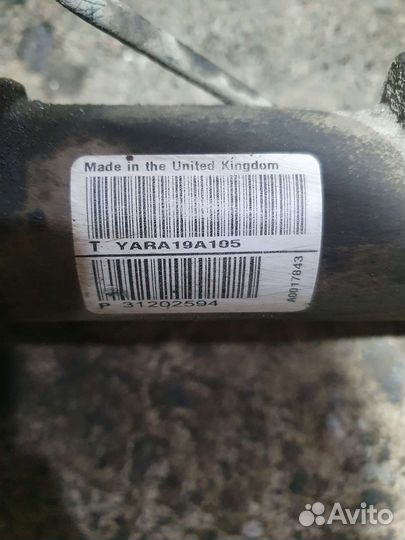 Made in the United Kingdom
T YARA19A105
P 31202594
A0017843
Avito